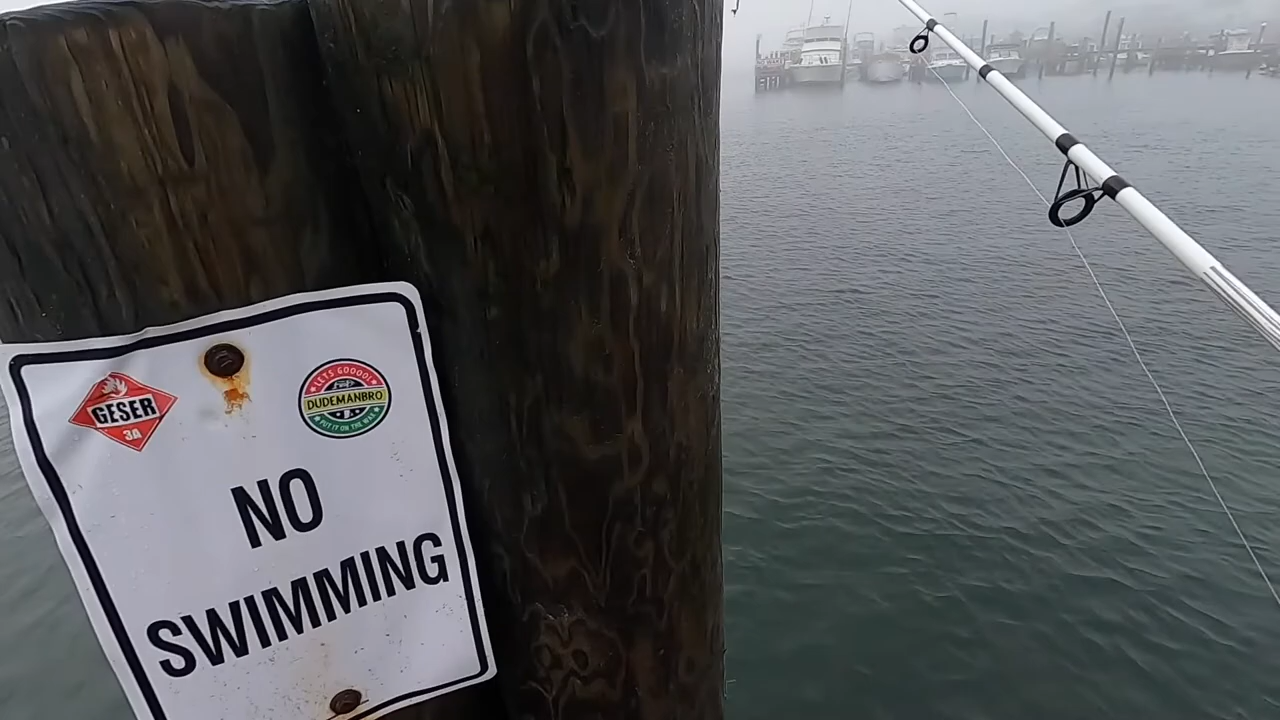 GESER
3A
LETS GOOOO!
DUDEMANBRO
PUT IT ON THE WAX
NO
SWIMMING